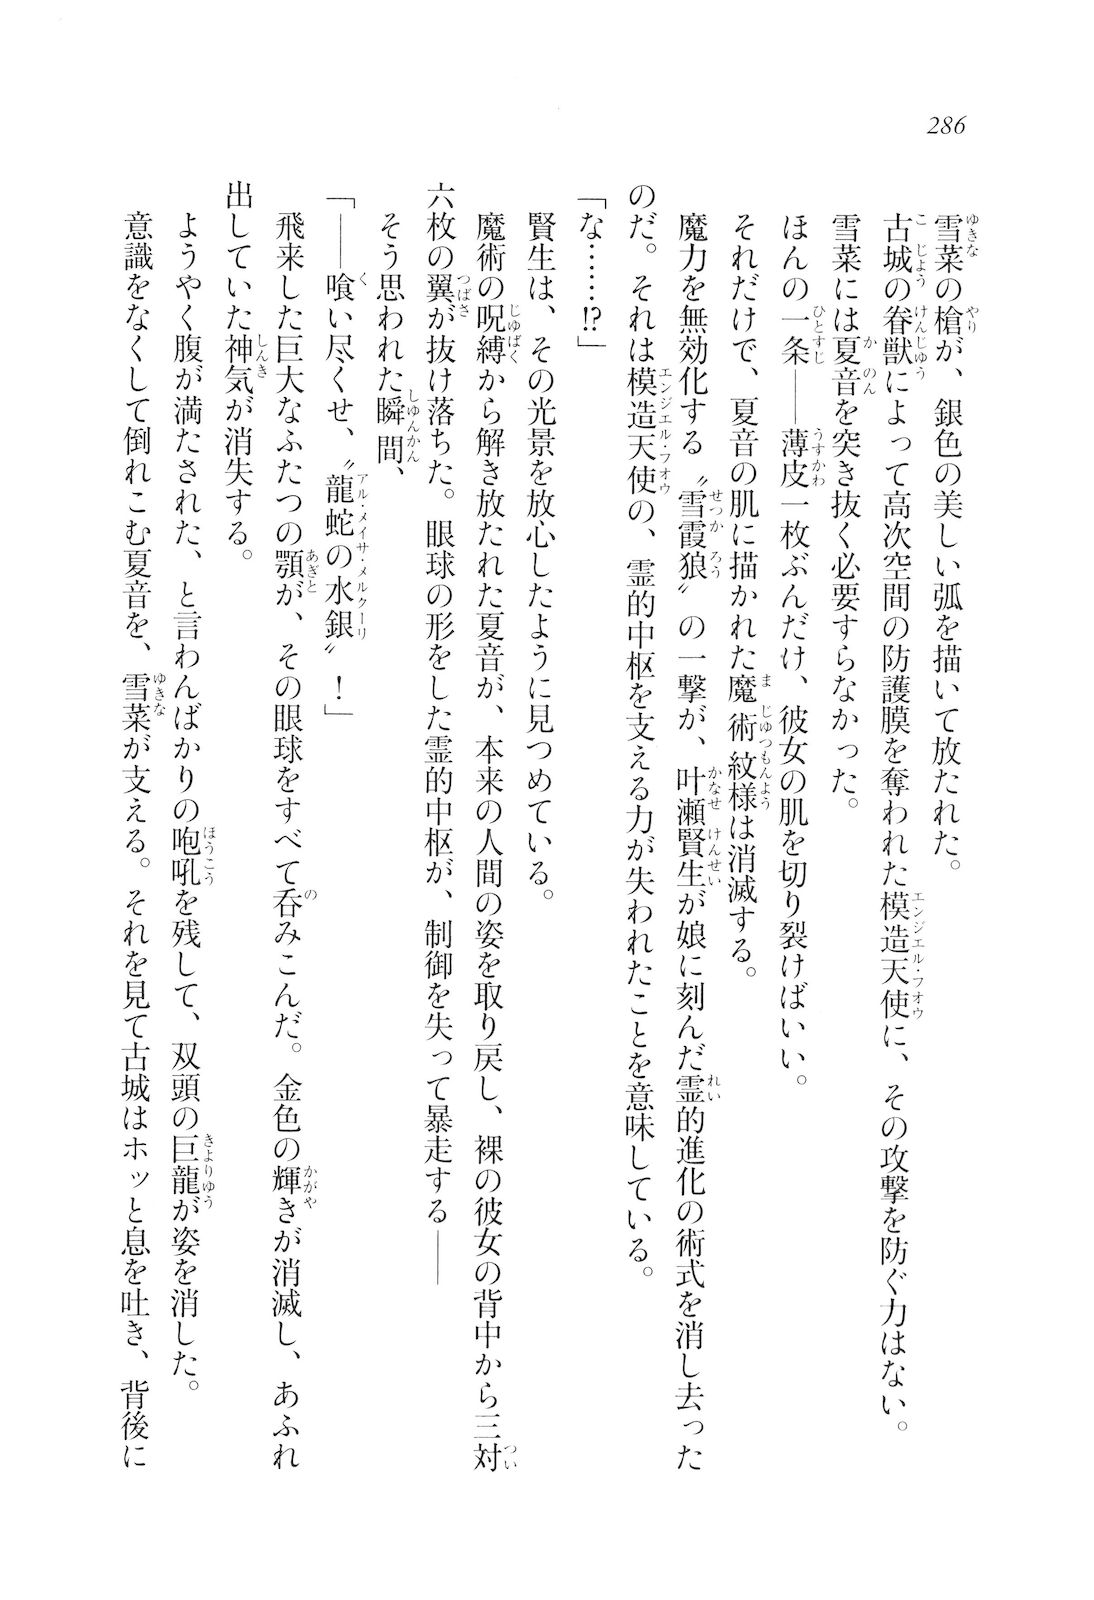 286
雪菜の槍が、銀色の美しい弧を描いて放たれた。
古城の眷獣によって高次空間の防護膜を奪われた模造天使に、その攻撃を防ぐ力はない。
雪菜には夏音を突き抜く必要すらなかった。
ほんの一条――薄皮一枚ぶんだけ、彼女の肌を切り裂けばいい。
それだけで、夏音の肌に描かれた魔術紋様は消滅する。
魔力を無効化する〝雪霞狼〟の一撃が、叶瀬賢生が娘に刻んだ霊的進化の術式を消し去った
のだ。それは模造天使の、霊的中枢を支える力が失われたことを意味している。
「な……!?」
賢生は、その光景を放心したように見つめている。
魔術の呪縛から解き放たれた夏音が、本来の人間の姿を取り戻し、裸の彼女の背中から三対
六枚の翼が抜け落ちた。眼球の形をした霊的中枢が、制御を失って暴走する――
そう思われた瞬間、
「――喰い尽くせ、〝龍蛇の水銀〟！」
飛来した巨大なふたつの顎が、その眼球をすべて呑みこんだ。金色の輝きが消滅し、あふれ
出していた神気が消失する。
ようやく腹が満たされた、と言わんばかりの咆吼を残して、双頭の巨龍が姿を消した。
意識をなくして倒れこむ夏音を、雪菜が支える。それを見て古城はホッと息を吐き、背後に